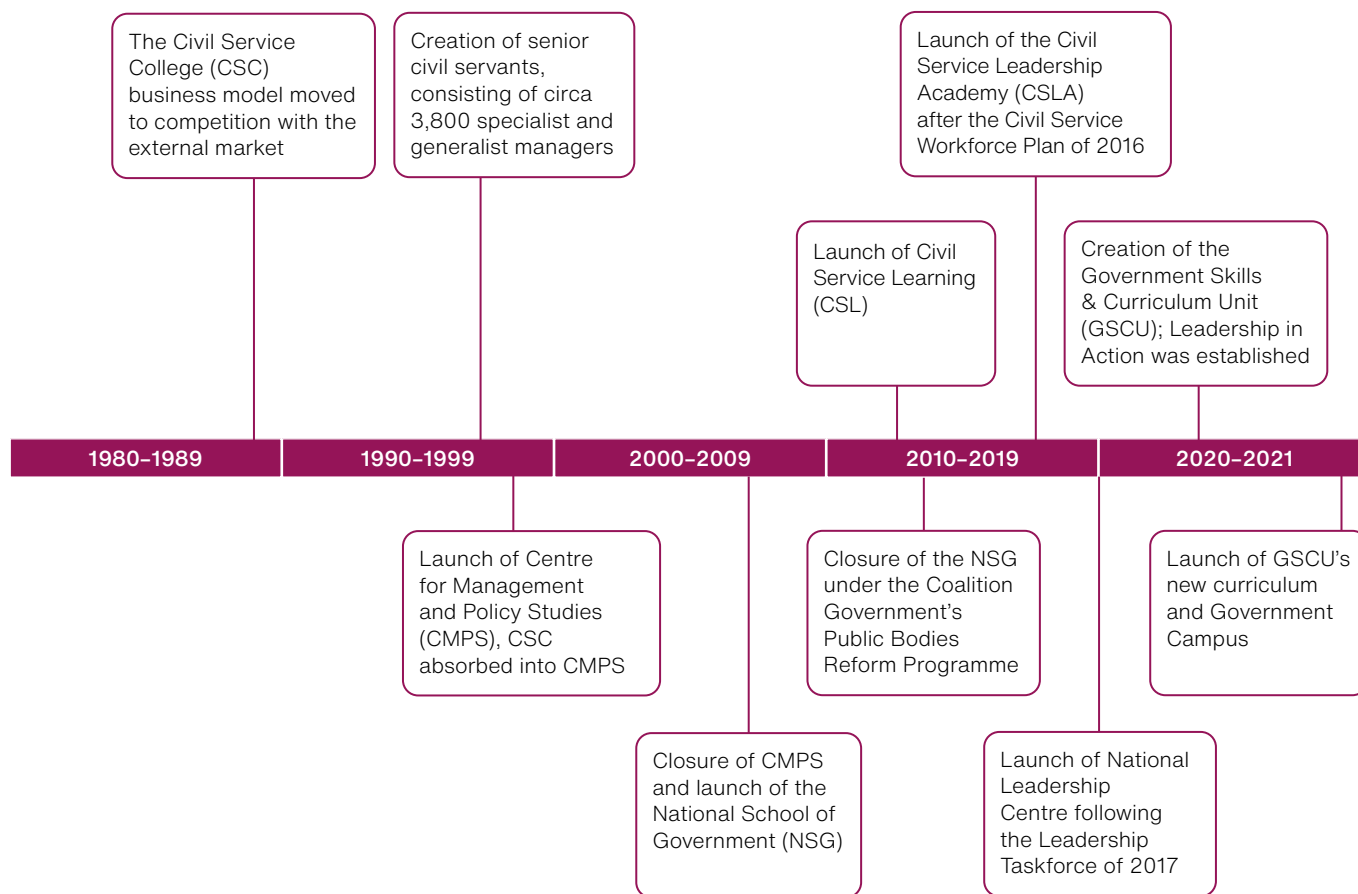 The Civil Service
College (CSC)
business model moved
to competition with the
external market
Creation of senior
civil servants,
consisting of circa
3,800 specialist and
generalist managers
Launch of the Civil
Service Leadership
Academy (CSLA)
after the Civil Service
Workforce Plan of 2016
Launch of Civil
Service Learning
(CSL)
Creation of the
Government Skills
& Curriculum Unit
(GSCU); Leadership in
Action was established
1980–1989
1990–1999
2000–2009
2010–2019
2020–2021
Launch of Centre
for Management
and Policy Studies
(CMPS), CSC
absorbed into CMPS
Closure of the NSG
under the Coalition
Government’s
Public Bodies
Reform Programme
Launch of GSCU’s
new curriculum
and Government
Campus
Closure of CMPS
and launch of the
National School of
Government (NSG)
Launch of National
Leadership
Centre following
the Leadership
Taskforce of 2017